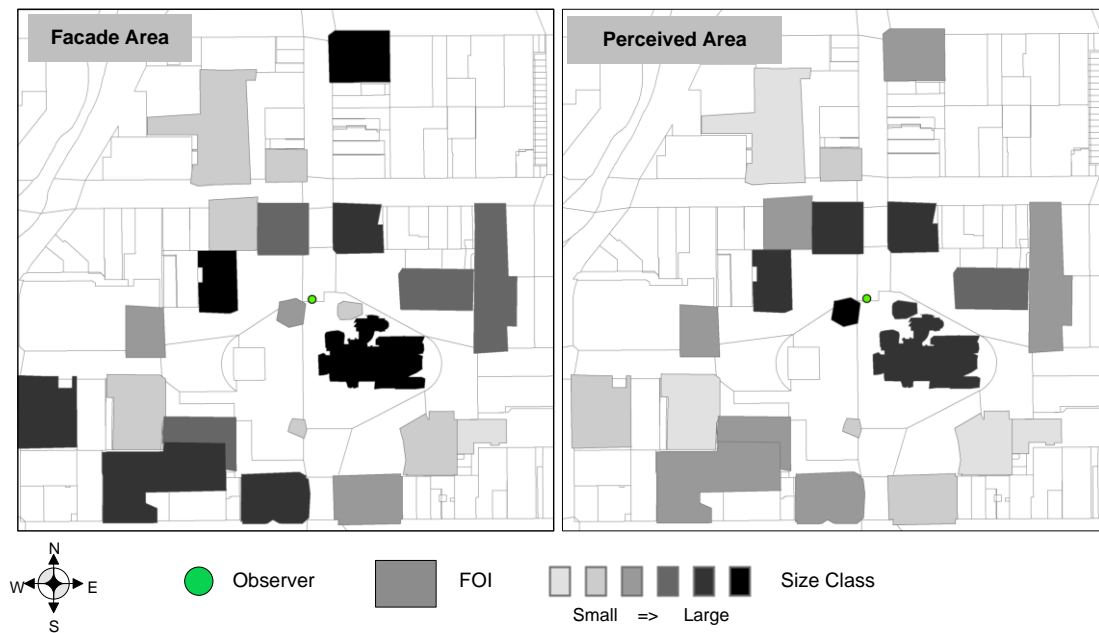 Facade Area
Perceived Area
N
W E
S
Observer
FOI
Size Class
Small => Large